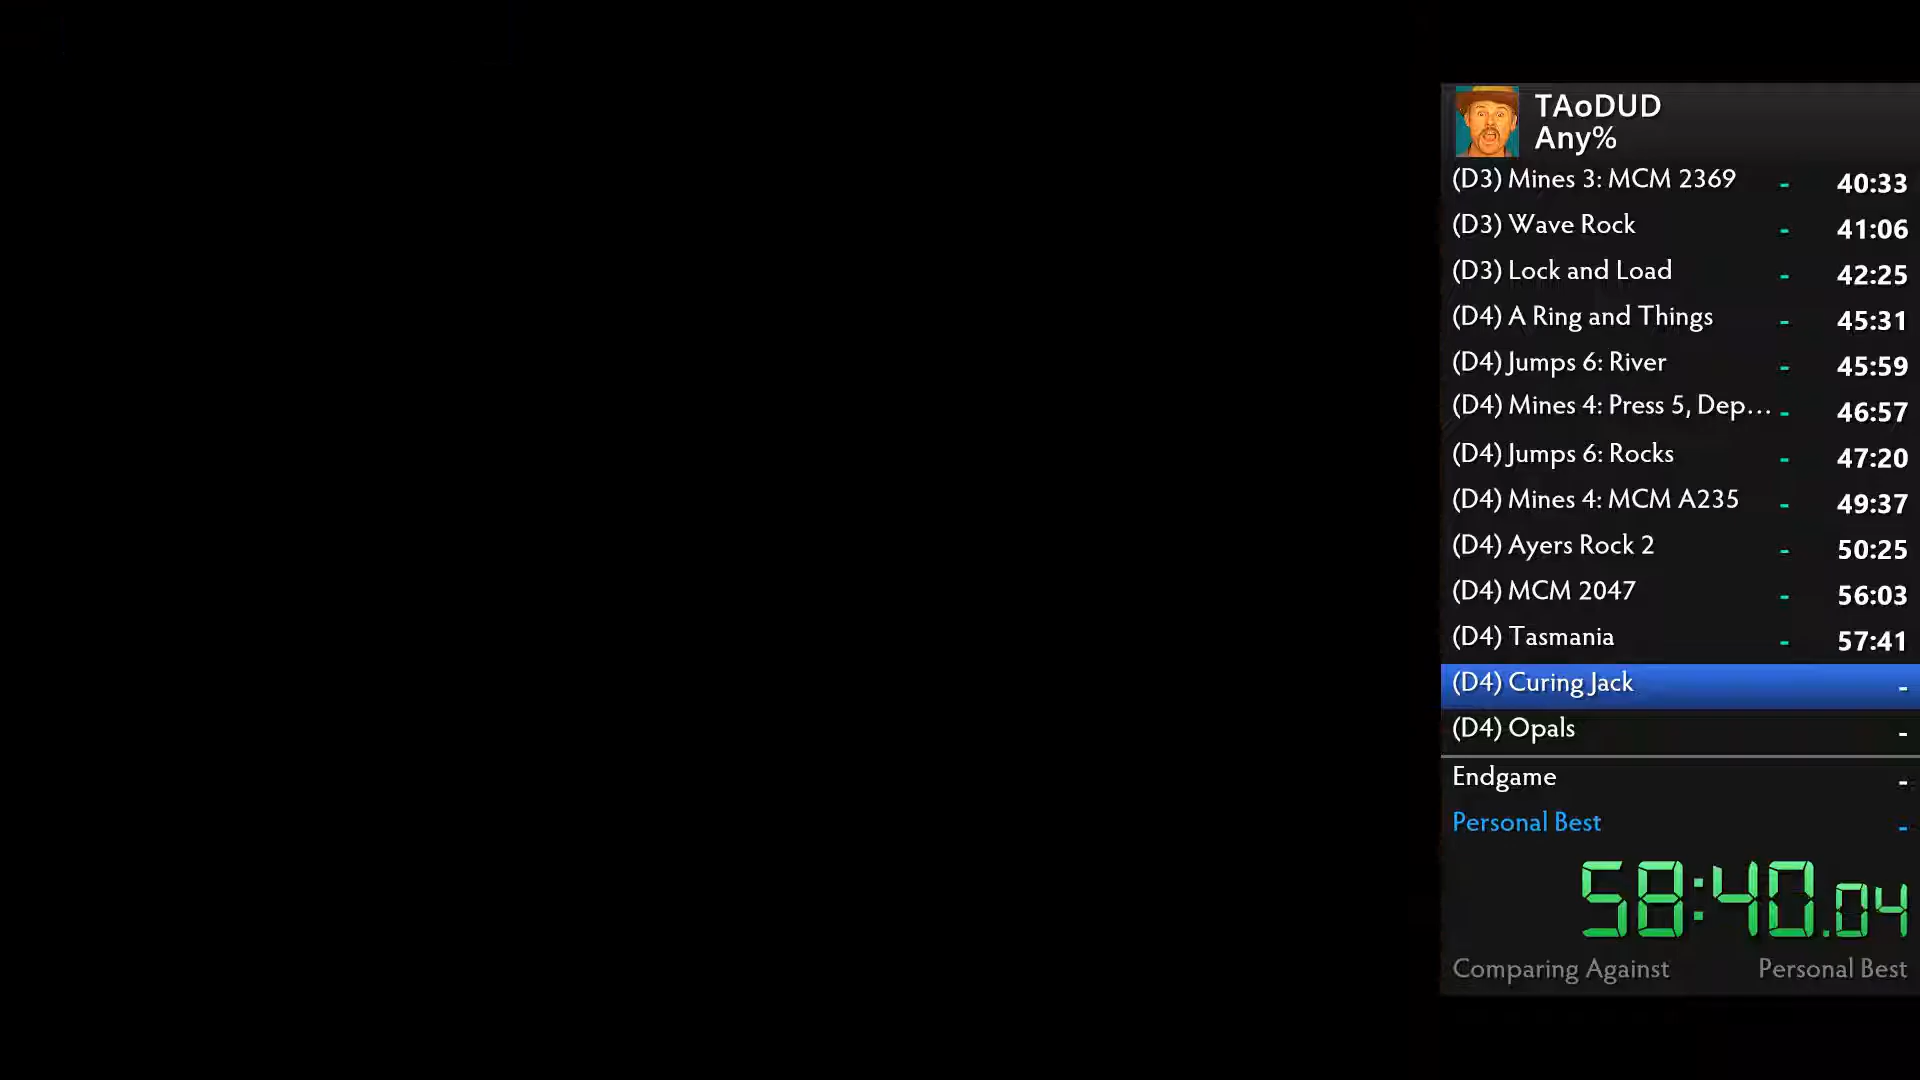 TAoDUD
Any%
(D3) Mines 3: MCM 2369 - 40:33
(D3) Wave Rock - 41:06
(D3) Lock and Load - 42:25
(D4) A Ring and Things - 45:31
(D4) Jumps 6: River - 45:59
(D4) Mines 4: Press 5, Dep... - 46:57
(D4) Jumps 6: Rocks - 47:20
(D4) Mines 4: MCM A235 - 49:37
(D4) Ayers Rock 2 - 50:25
(D4) MCM 2047 - 56:03
(D4) Tasmania - 57:41
(D4) Curing Jack -
(D4) Opals -
Endgame -
Personal Best -
58:40.04
Comparing Against Personal Best